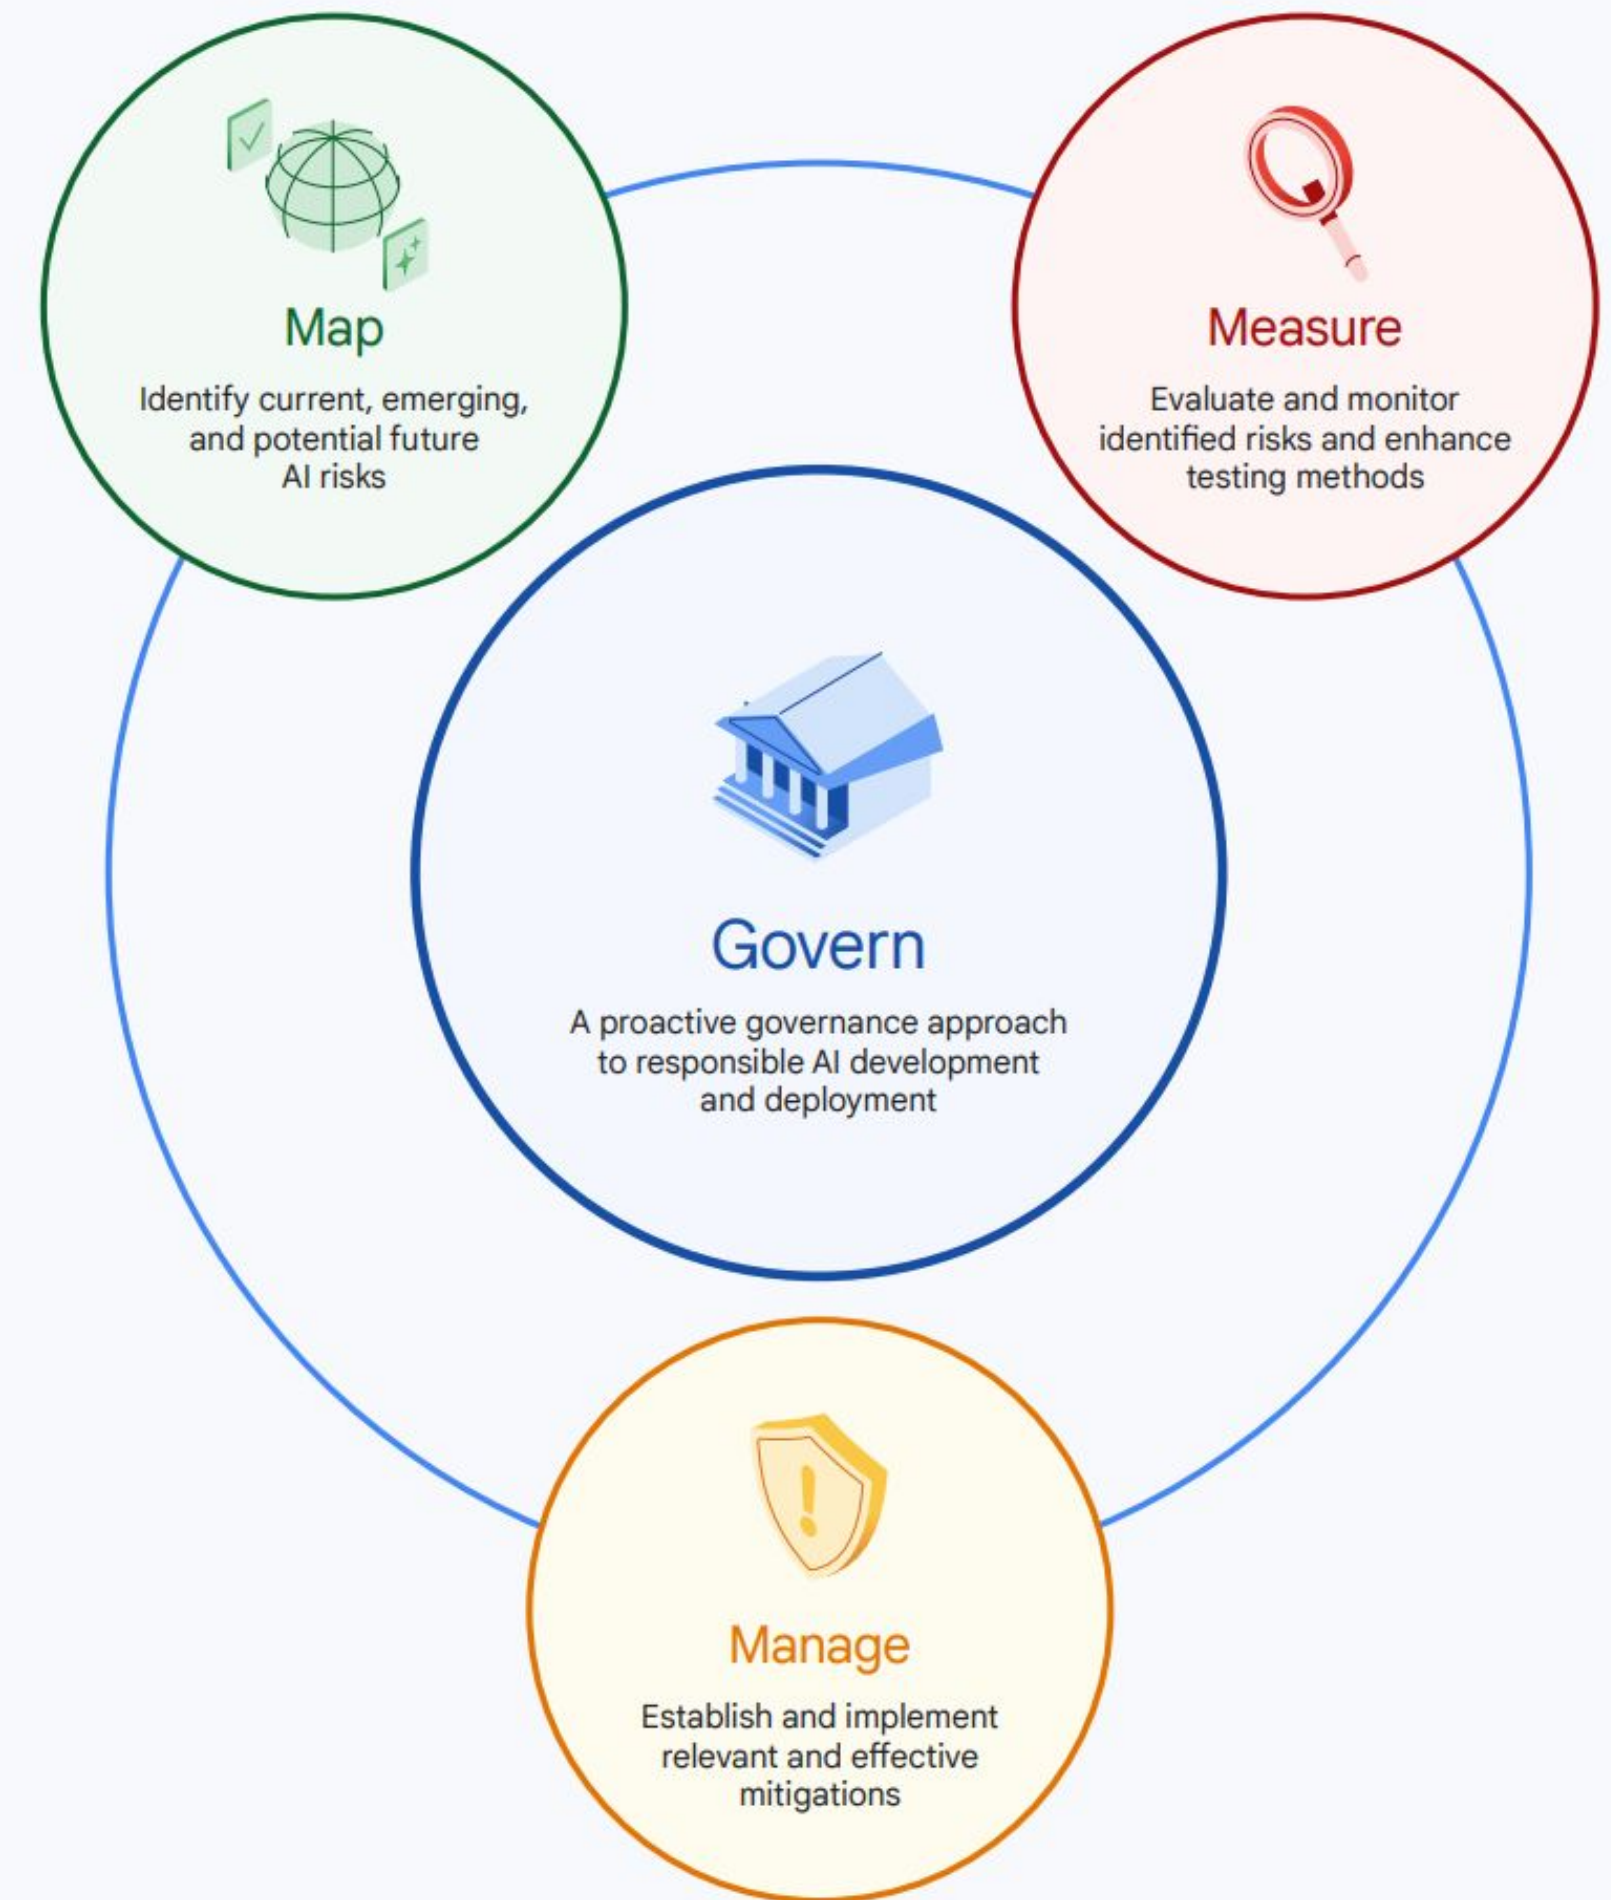 Map
Identify current, emerging,
and potential future
AI risks
Measure
Evaluate and monitor
identified risks and enhance
testing methods
Govern
A proactive governance approach
to responsible AI development
and deployment
Manage
Establish and implement
relevant and effective
mitigations